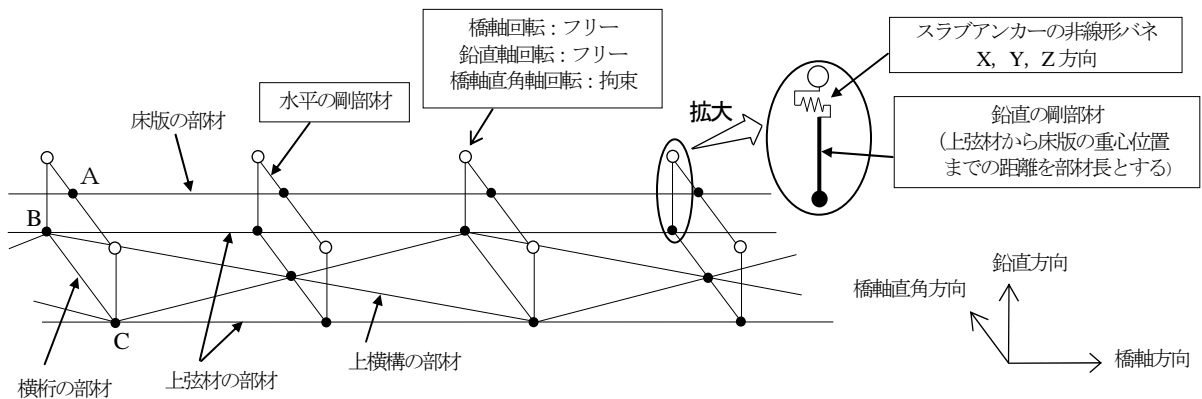 橋軸回転：フリー
鉛直軸回転：フリー
橋軸直角軸回転：拘束
スラブアンカーの非線形バネ
X, Y, Z 方向
水平の剛部材
床版の部材
拡大
鉛直の剛部材
(上弦材から床版の重心位置
までの距離を部材長とする)
A
B
C
鉛直方向
橋軸直角方向
橋軸方向
横桁の部材
上弦材の部材
上横構の部材